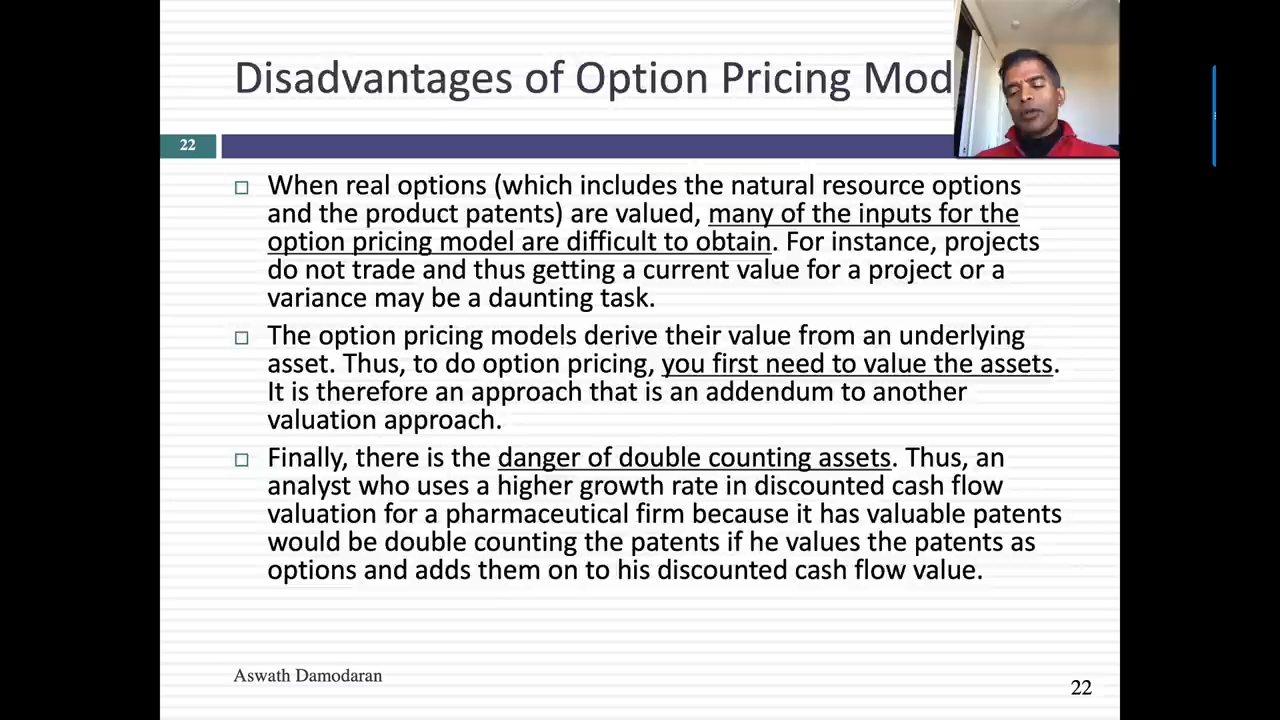 Disadvantages of Option Pricing Mod
22
□ When real options (which includes the natural resource options
and the product patents) are valued, many of the inputs for the
option pricing model are difficult to obtain. For instance, projects
do not trade and thus getting a current value for a project or a
variance may be a daunting task.
□ The option pricing models derive their value from an underlying
asset. Thus, to do option pricing, you first need to value the assets.
It is therefore an approach that is an addendum to another
valuation approach.
□ Finally, there is the danger of double counting assets. Thus, an
analyst who uses a higher growth rate in discounted cash flow
valuation for a pharmaceutical firm because it has valuable patents
would be double counting the patents if he values the patents as
options and adds them on to his discounted cash flow value.
Aswath Damodaran
22